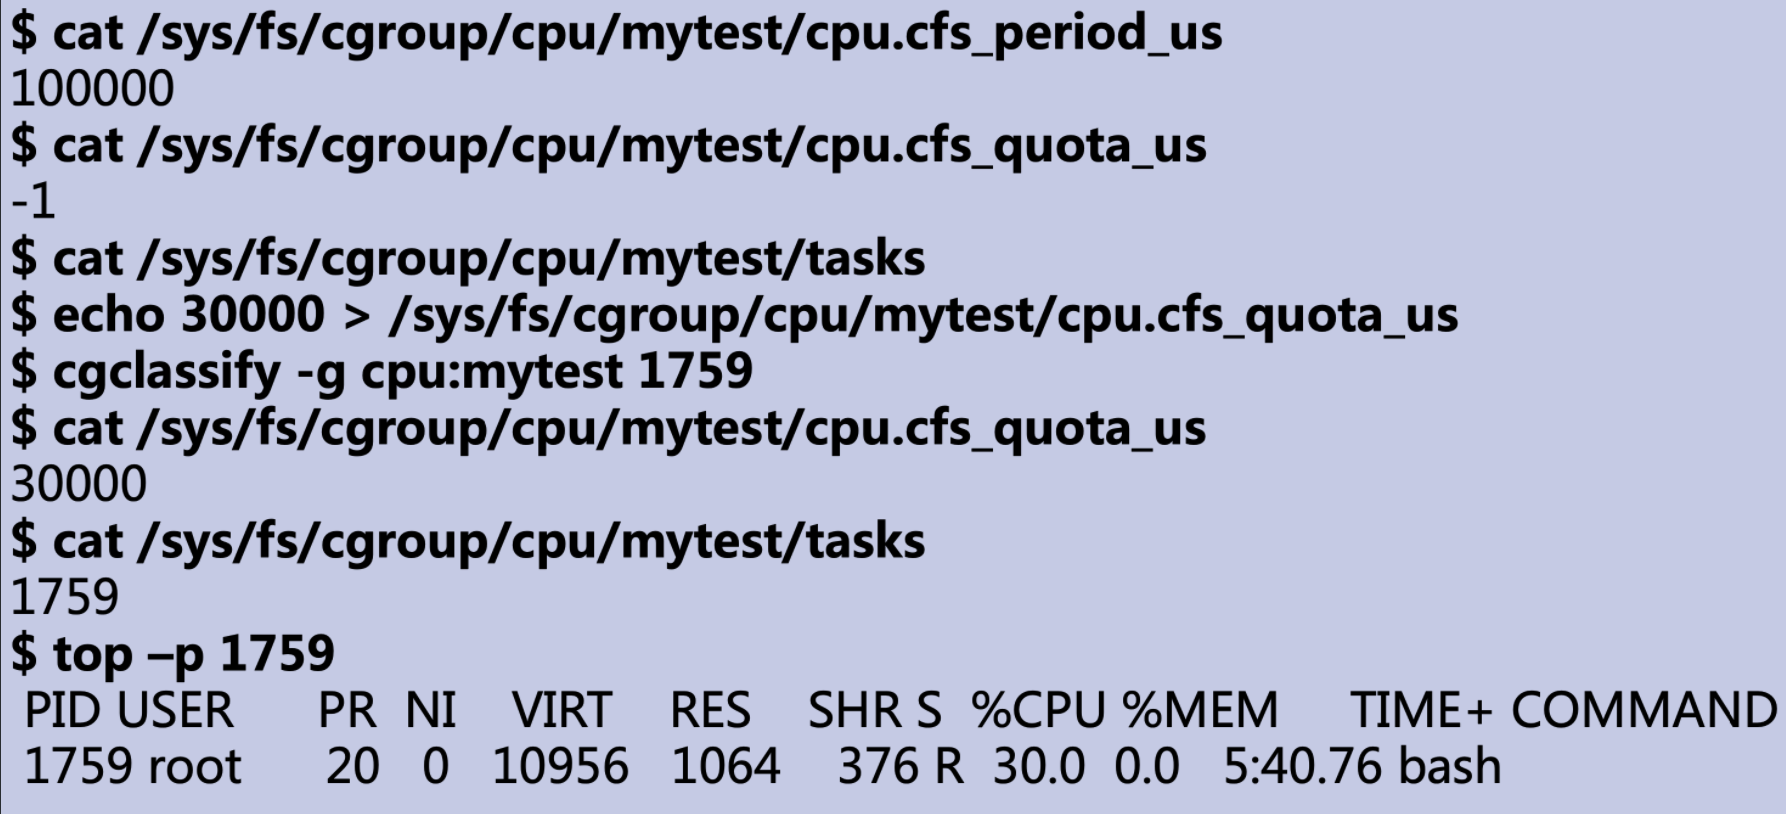 $ cat /sys/fs/cgroup/cpu/mytest/cpu.cfs_period_us
100000
$ cat /sys/fs/cgroup/cpu/mytest/cpu.cfs_quota_us
-1
$ cat /sys/fs/cgroup/cpu/mytest/tasks
$ echo 30000 > /sys/fs/cgroup/cpu/mytest/cpu.cfs_quota_us
$ cgclassify -g cpu:mytest 1759
$ cat /sys/fs/cgroup/cpu/mytest/cpu.cfs_quota_us
30000
$ cat /sys/fs/cgroup/cpu/mytest/tasks
1759
$ top –p 1759
PID USER PR NI VIRT RES SHR S %CPU %MEM TIME+ COMMAND
1759 root 20 0 10956 1064 376 R 30.0 0.0 5:40.76 bash